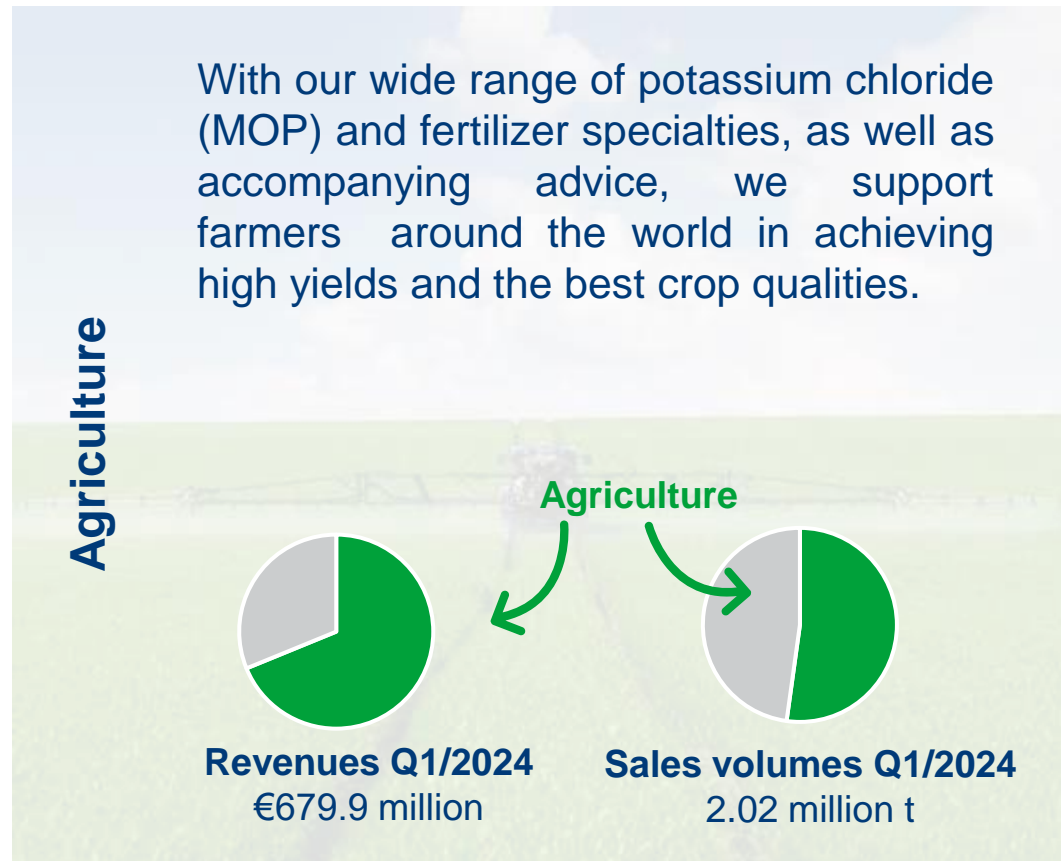 With our wide range of potassium chloride
(MOP) and fertilizer specialties, as well as
accompanying advice, we support
farmers around the world in achieving
high yields and the best crop qualities.
Agriculture
Agriculture
Revenues Q1/2024
€679.9 million
Sales volumes Q1/2024
2.02 million t